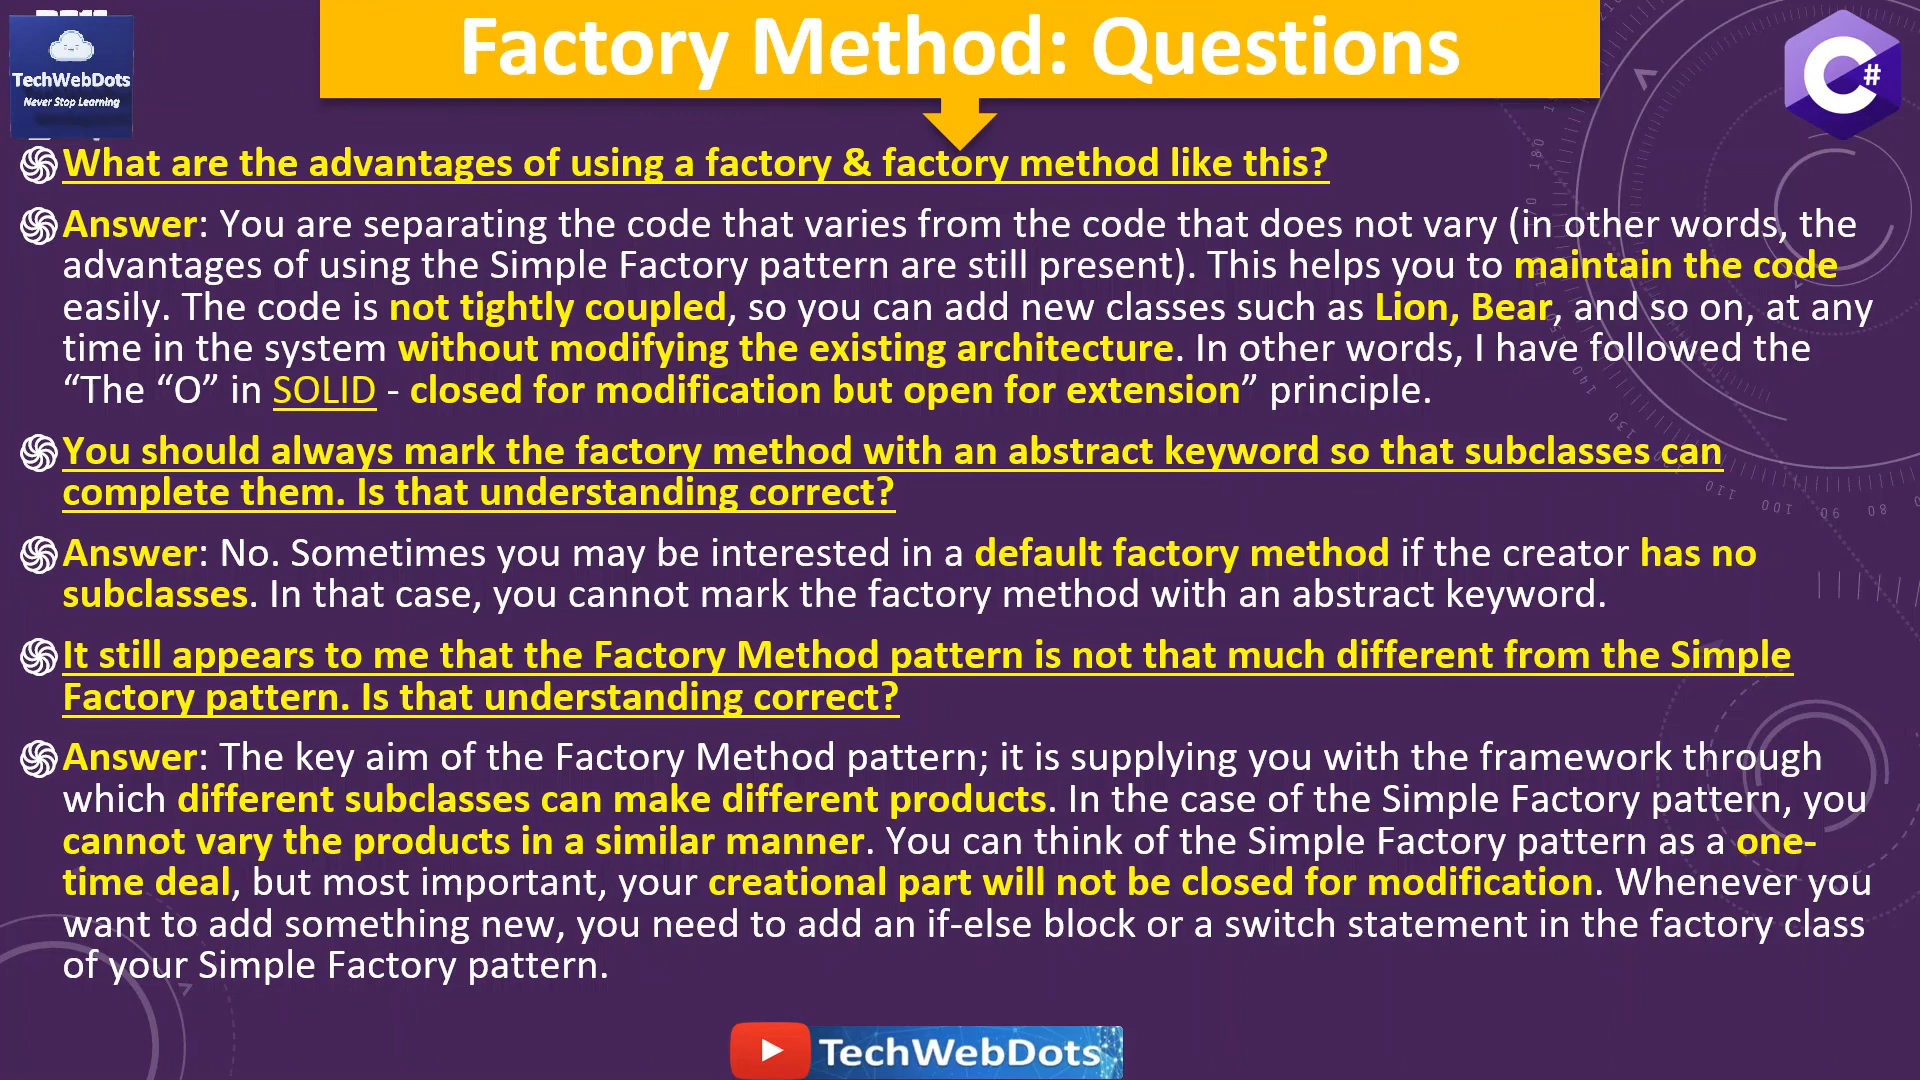 Factory Method: Questions
TechWebDots
Never Stop Learning
C#
What are the advantages of using a factory & factory method like this?
Answer: You are separating the code that varies from the code that does not vary (in other words, the
advantages of using the Simple Factory pattern are still present). This helps you to maintain the code
easily. The code is not tightly coupled, so you can add new classes such as Lion, Bear, and so on, at any
time in the system without modifying the existing architecture. In other words, I have followed the
“The “O” in SOLID - closed for modification but open for extension” principle.
You should always mark the factory method with an abstract keyword so that subclasses can
complete them. Is that understanding correct?
Answer: No. Sometimes you may be interested in a default factory method if the creator has no
subclasses. In that case, you cannot mark the factory method with an abstract keyword.
It still appears to me that the Factory Method pattern is not that much different from the Simple
Factory pattern. Is that understanding correct?
Answer: The key aim of the Factory Method pattern; it is supplying you with the framework through
which different subclasses can make different products. In the case of the Simple Factory pattern, you
cannot vary the products in a similar manner. You can think of the Simple Factory pattern as a one-
time deal, but most important, your creational part will not be closed for modification. Whenever you
want to add something new, you need to add an if-else block or a switch statement in the factory class
of your Simple Factory pattern.
TechWebDots